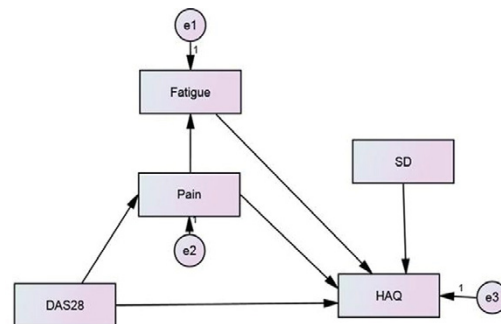 e1
1
Fatigue
SD
Pain
1
e2
DAS28
HAQ
1
e3